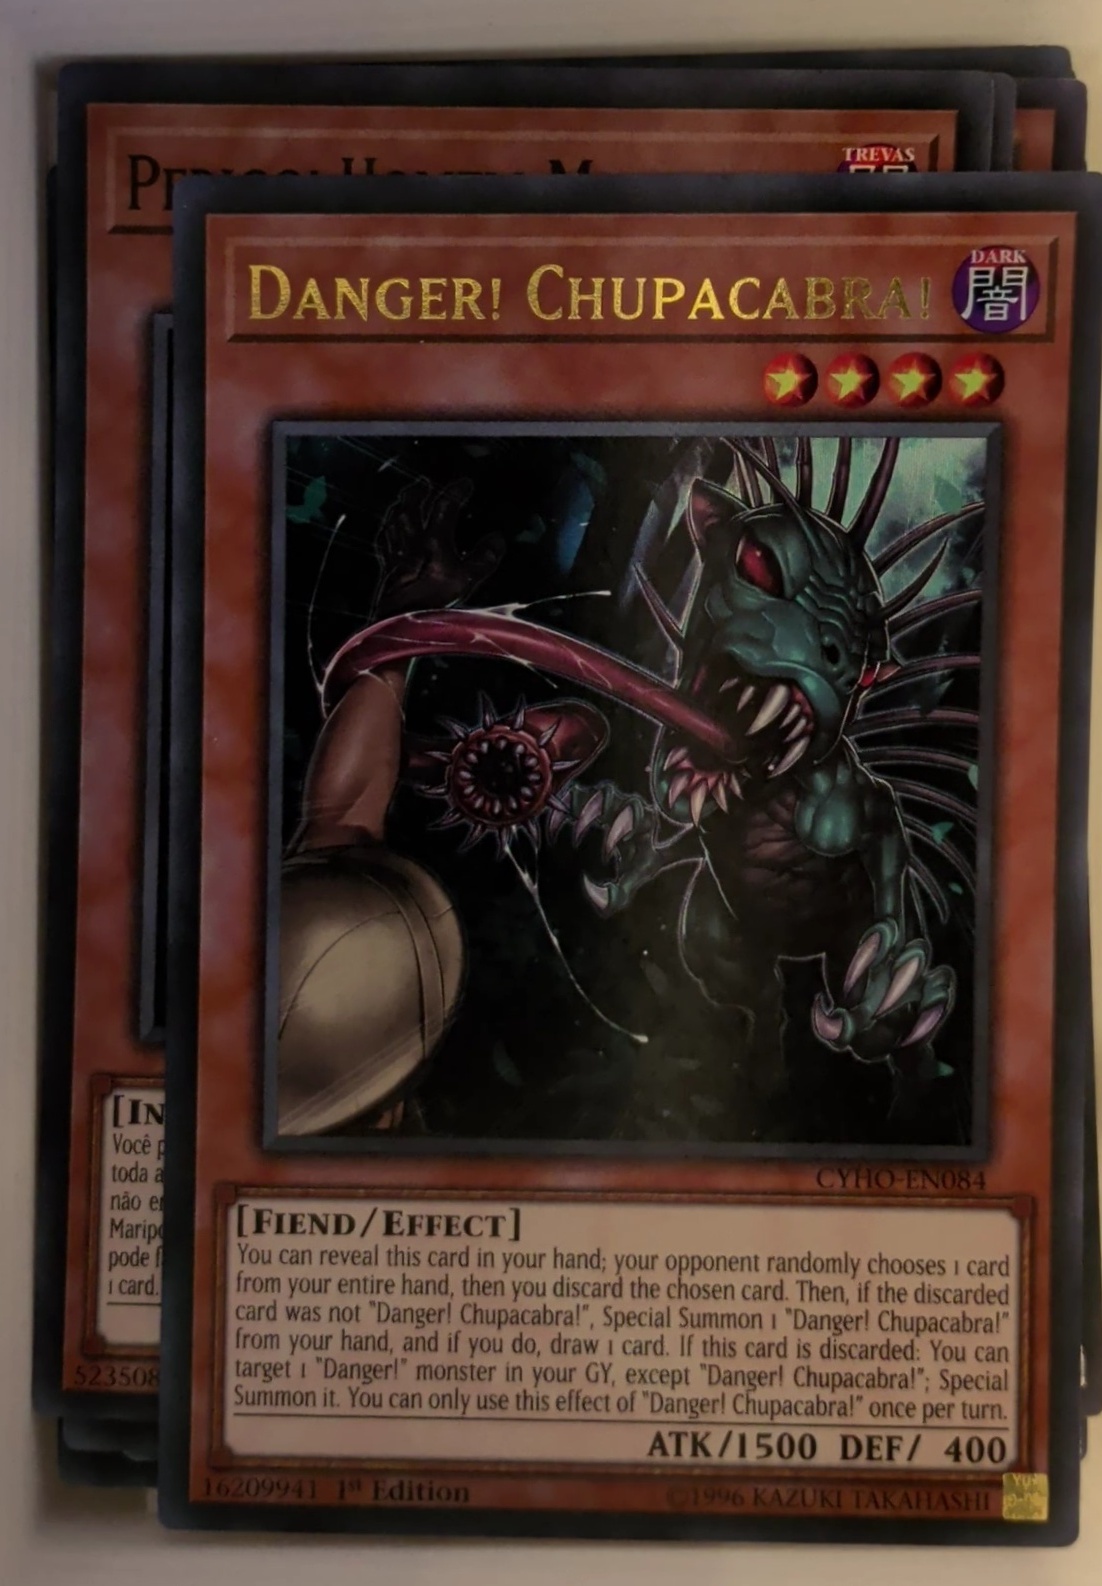 TREVAS
DANGER! CHUPACABRA!
DARK
闇
CYHO-EN084
[IN
Você p
toda a
não e
Maripo
pode f
1 card.
52350
[FIEND/EFFECT]
You can reveal this card in your hand; your opponent randomly chooses 1 card
from your entire hand, then you discard the chosen card. Then, if the discarded
card was not "Danger! Chupacabra!", Special Summon 1 "Danger! Chupacabra!"
from your hand, and if you do, draw 1 card. If this card is discarded: You can
target 1 "Danger!" monster in your GY, except "Danger! Chupacabra!"; Special
Summon it. You can only use this effect of "Danger! Chupacabra!" once per turn.
ATK/1500 DEF/ 400
16209941 1st Edition
©1996 KAZUKI TAKAHASHI